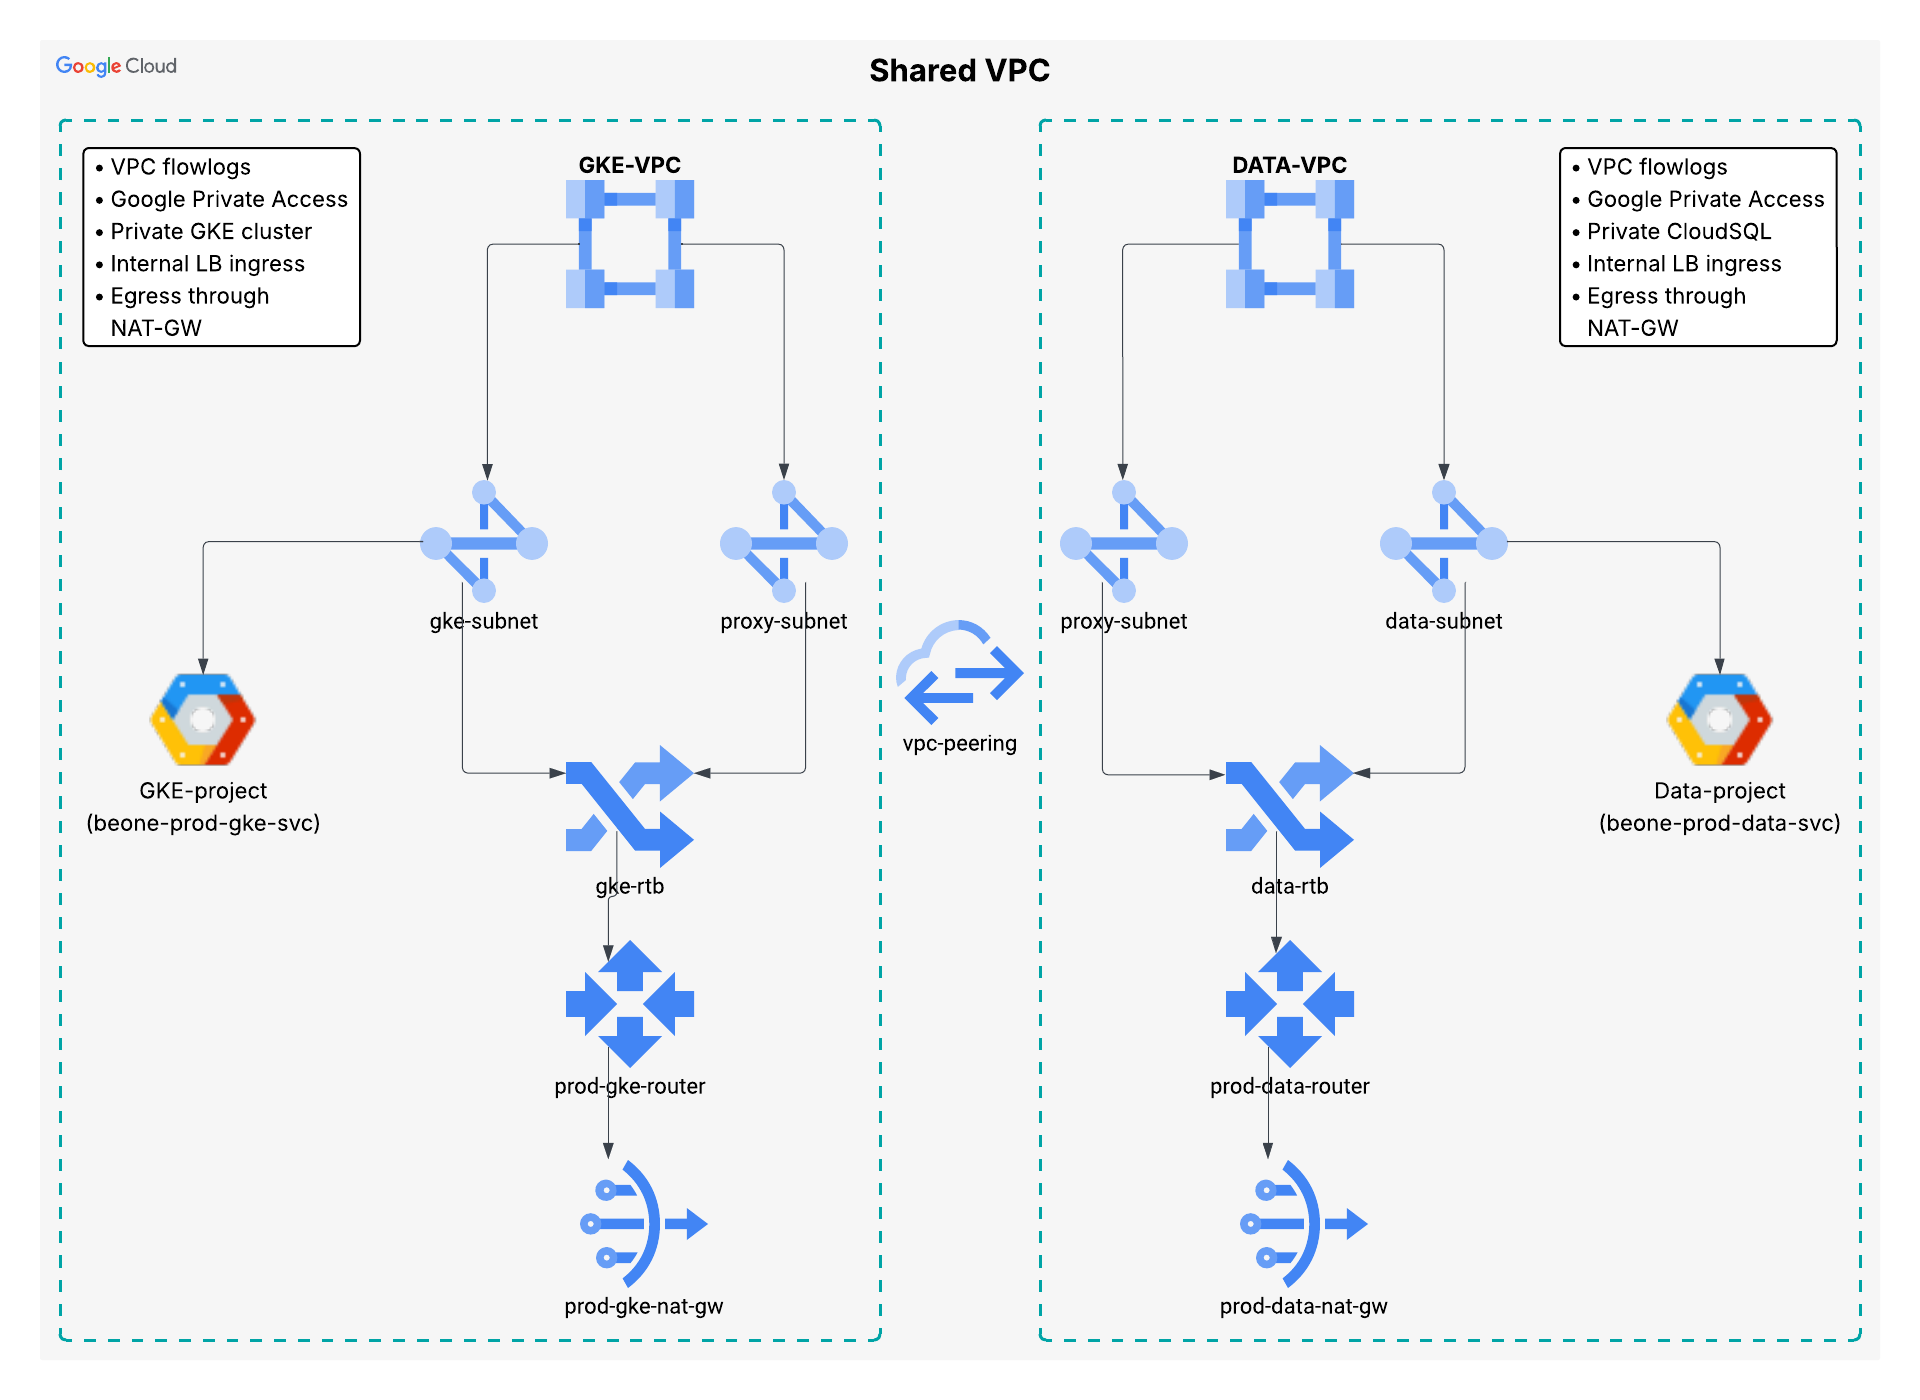 Google Cloud
Shared VPC
• VPC flowlogs
• Google Private Access
• Private GKE cluster
• Internal LB ingress
• Egress through
NAT-GW
GKE-VPC
DATA-VPC
• VPC flowlogs
• Google Private Access
• Private CloudSQL
• Internal LB ingress
• Egress through
NAT-GW
gke-subnet
proxy-subnet
proxy-subnet
data-subnet
vpc-peering
GKE-project
(beone-prod-gke-svc)
Data-project
(beone-prod-data-svc)
gke-rtb
data-rtb
prod-gke-router
prod-data-router
prod-gke-nat-gw
prod-data-nat-gw